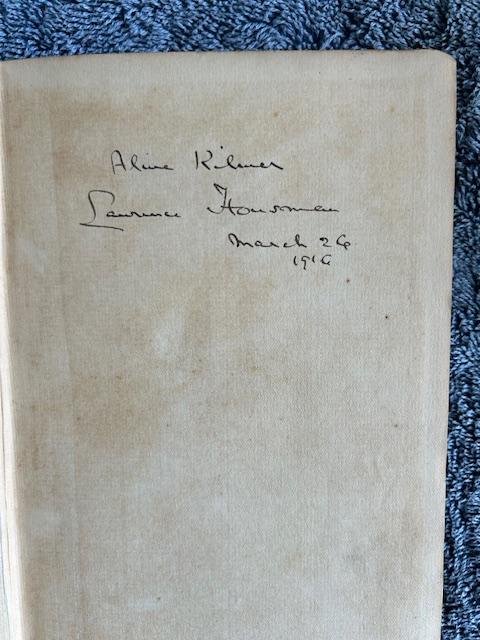 Aline Kilmer
Laurence Housman
March 26
1916